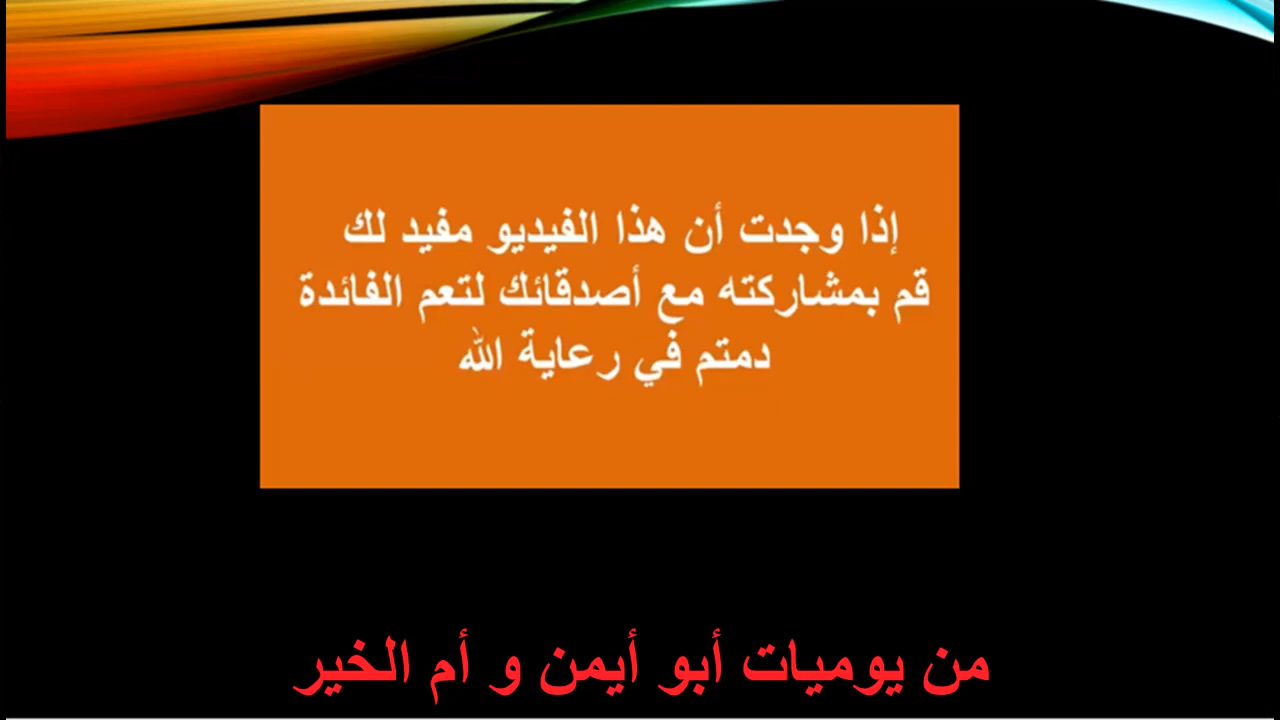 إذا وجدت أن هذا الفيديو مفيد لك
قم بمشاركته مع أصدقائك لتعم الفائدة
دمتم في رعاية الله
من يوميات أبو أيمن و أم الخير